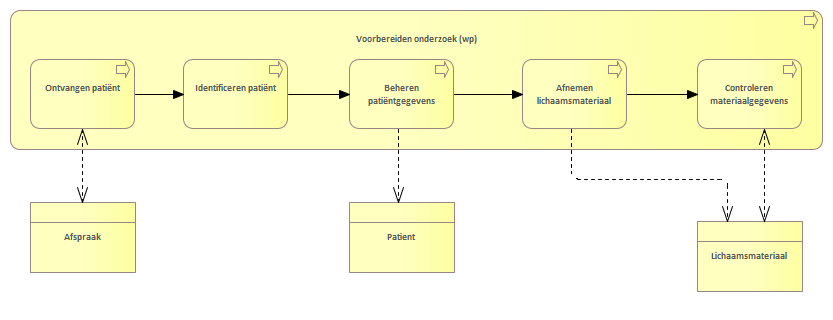 Voorbereiden onderzoek (wp)
Ontvangen patiënt
Identificeren patiënt
Beheren
patiëntgegevens
Afnemen
lichaamsmateriaal
Controleren
materiaalgegevens
Afspraak
Patient
Lichaamsmateriaal